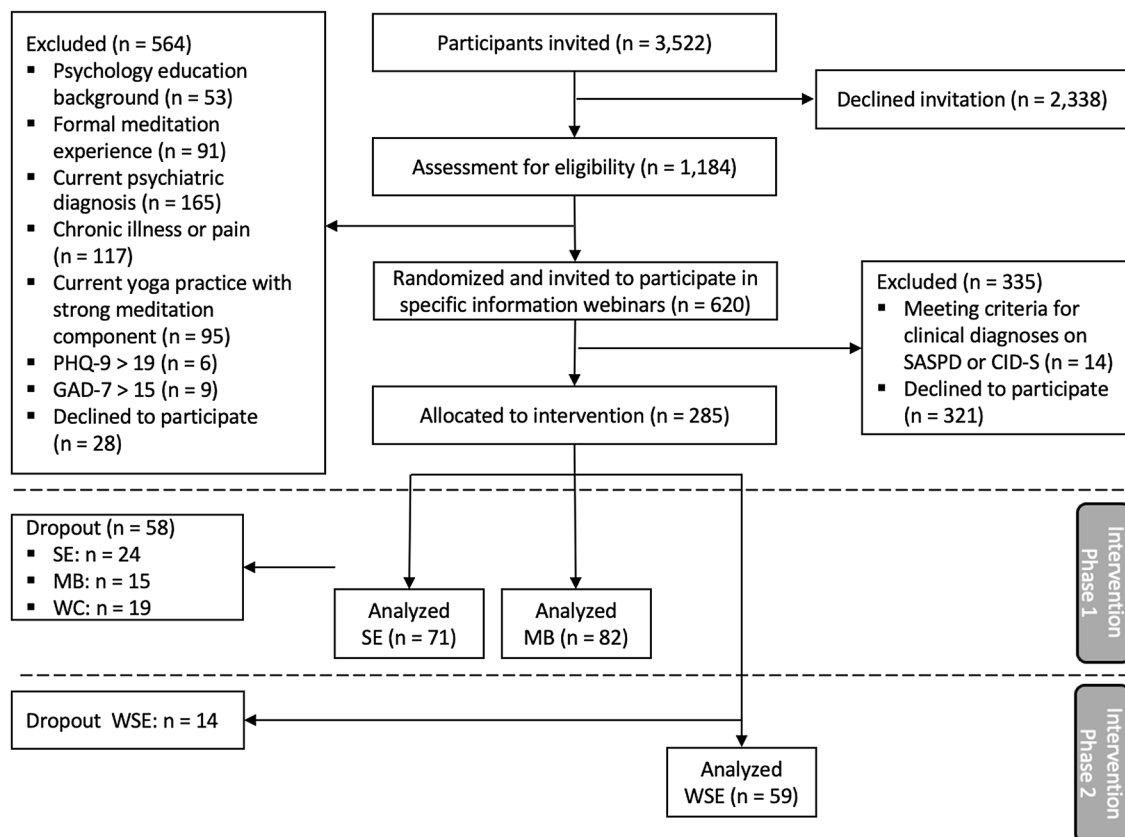 Participants invited (n = 3,522)
Declined invitation (n = 2,338)
Excluded (n = 564)
▪ Psychology education
background (n = 53)
▪ Formal meditation
experience (n = 91)
▪ Current psychiatric
diagnosis (n = 165)
▪ Chronic illness or pain
(n = 117)
▪ Current yoga practice with
strong meditation
component (n = 95)
▪ PHQ-9 > 19 (n = 6)
▪ GAD-7 > 15 (n = 9)
▪ Declined to participate
(n = 28)
Assessment for eligibility (n = 1,184)
Randomized and invited to participate in
specific information webinars (n = 620)
Excluded (n = 335)
▪ Meeting criteria for
clinical diagnoses on
SASPD or CID-S (n = 14)
▪ Declined to participate
(n = 321)
Allocated to intervention (n = 285)
Dropout (n = 58)
▪ SE: n = 24
▪ MB: n = 15
▪ WC: n = 19
Analyzed
SE (n = 71)
Analyzed
MB (n = 82)
Intervention
Phase 1
Dropout  WSE: n = 14
Analyzed
WSE (n = 59)
Intervention
Phase 2